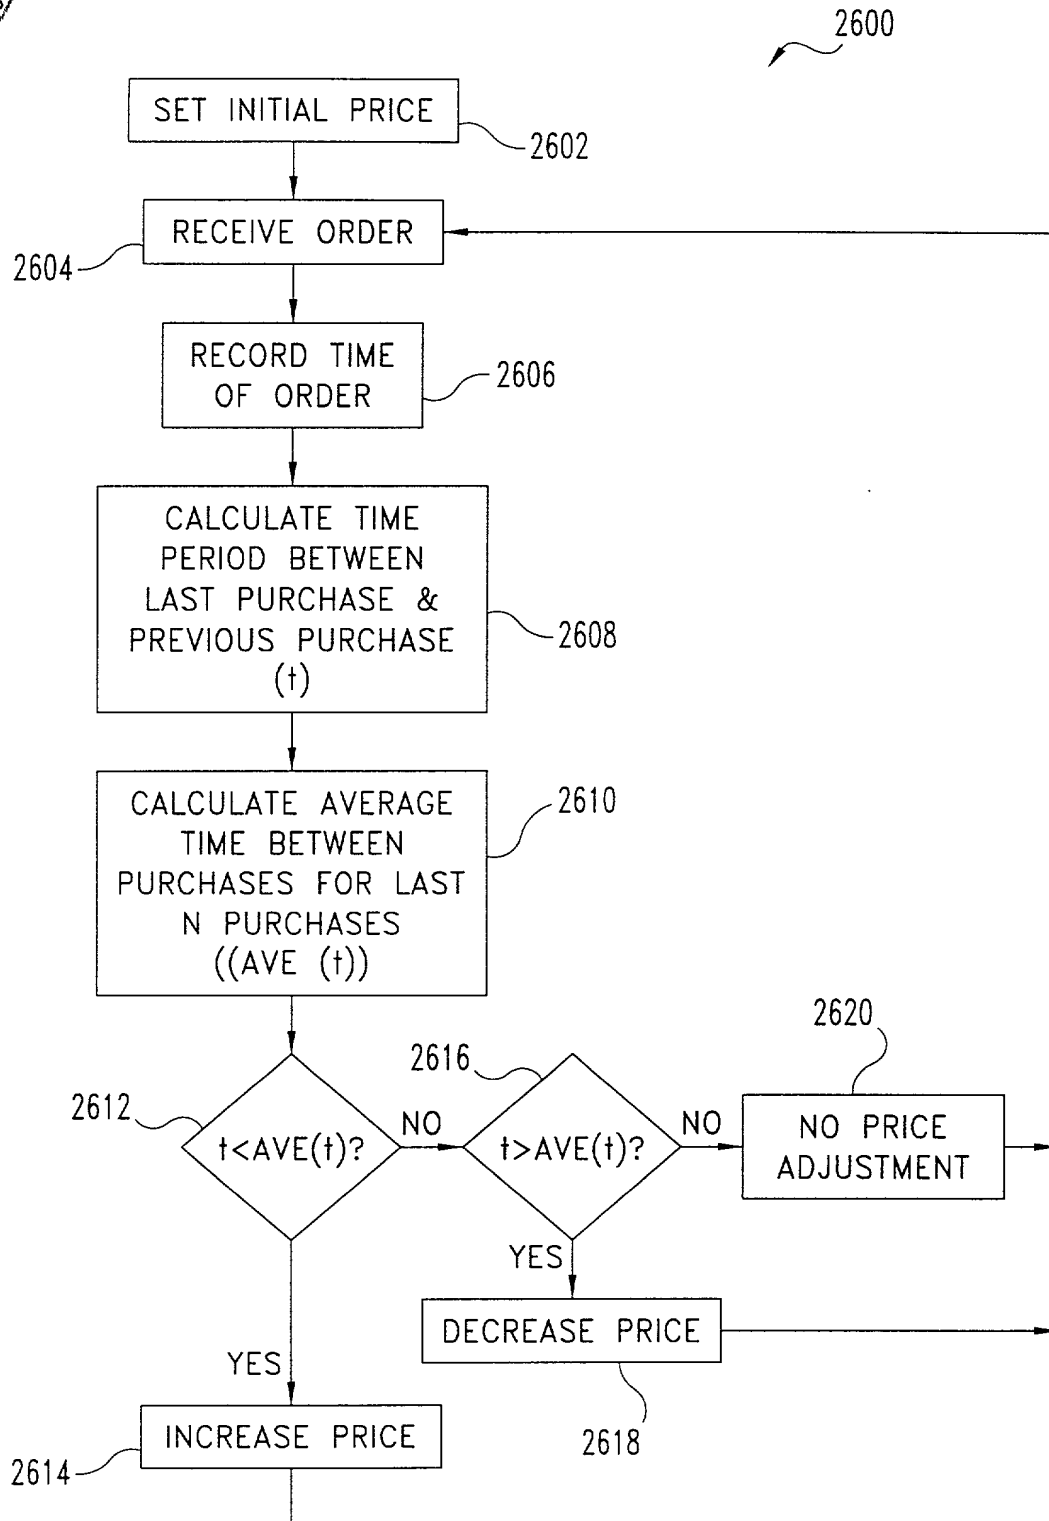 2600
SET INITIAL PRICE
2602
RECEIVE ORDER
2604
RECORD TIME
OF ORDER
2606
CALCULATE TIME
PERIOD BETWEEN
LAST PURCHASE &
PREVIOUS PURCHASE
(t)
2608
CALCULATE AVERAGE
TIME BETWEEN
PURCHASES FOR LAST
N PURCHASES
((AVE (t))
2610
2612
t<AVE(t)?
NO
2616
t>AVE(t)?
NO
2620
NO PRICE
ADJUSTMENT
YES
DECREASE PRICE
2618
YES
INCREASE PRICE
2614